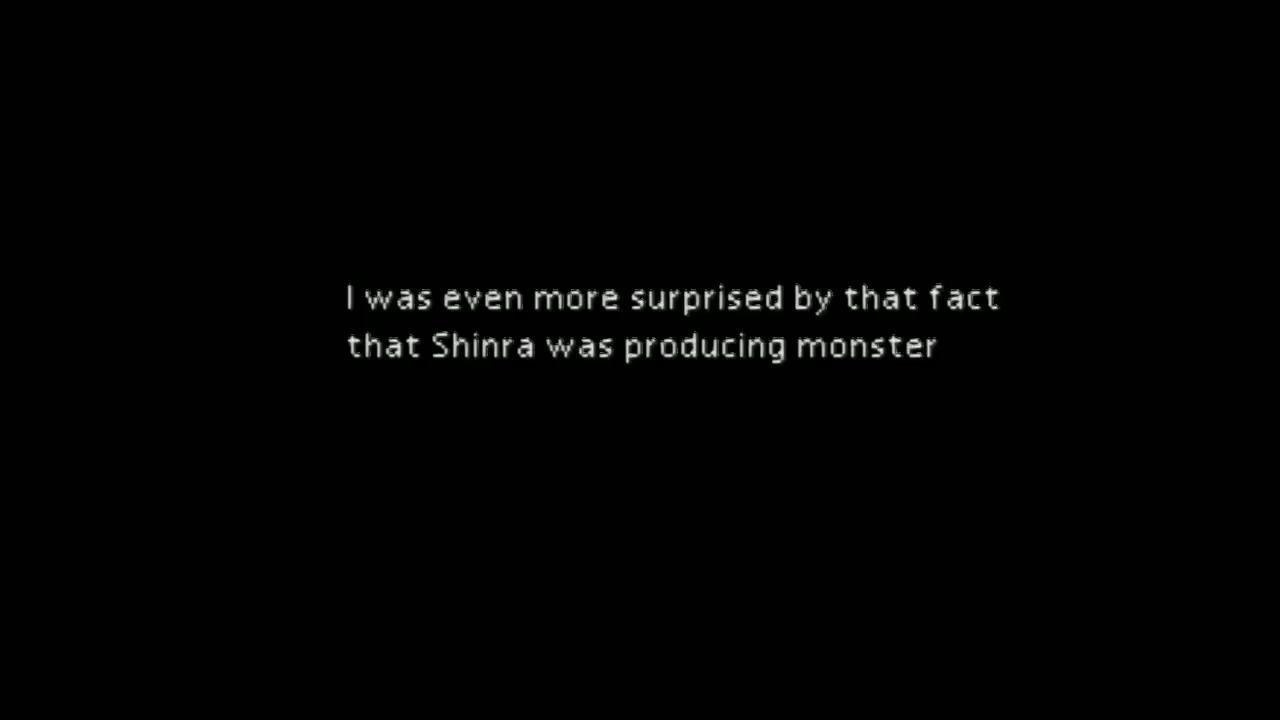 I was even more surprised by that fact
that Shinra was producing monster